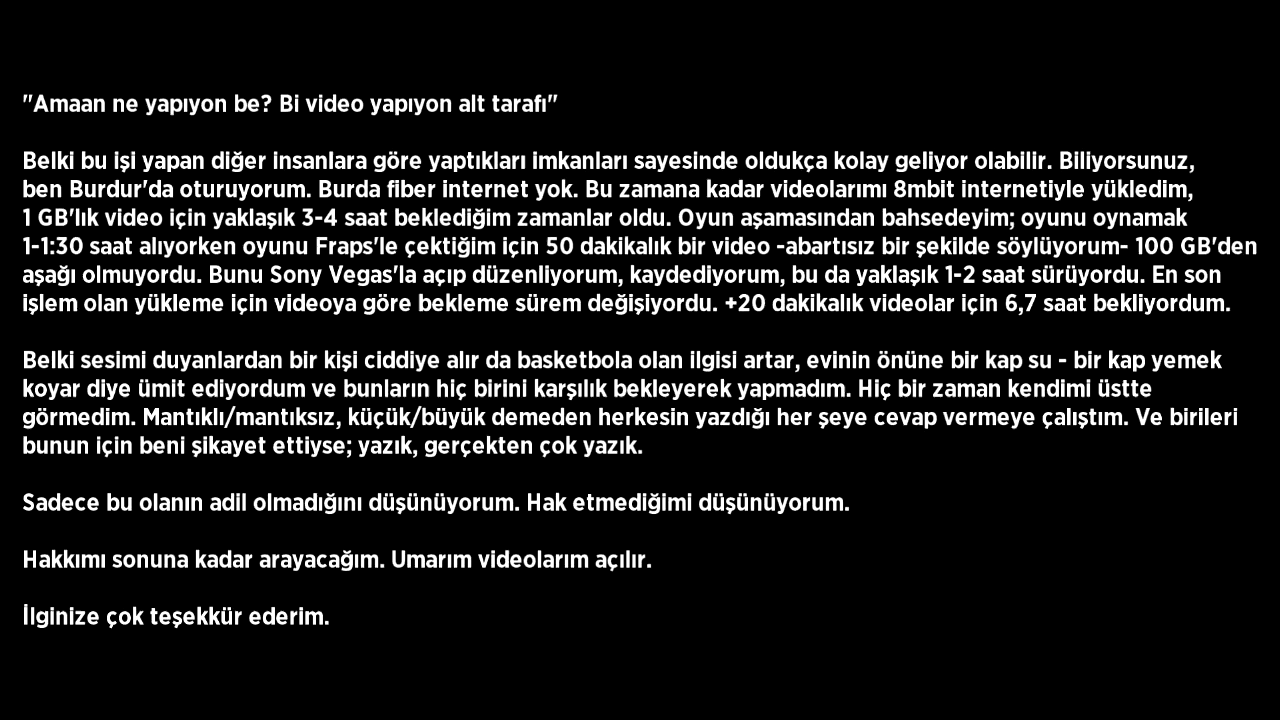 "Amaan ne yapıyon be? Bi video yapıyon alt tarafı"
Belki bu işi yapan diğer insanlara göre yaptıkları imkanları sayesinde oldukça kolay geliyor olabilir. Biliyorsunuz,
ben Burdur'da oturuyorum. Burda fiber internet yok. Bu zamana kadar videolarımı 8mbit internetiyle yükledim,
1 GB'lık video için yaklaşık 3-4 saat beklediğim zamanlar oldu. Oyun aşamasından bahsedeyim; oyunu oynamak
1-1:30 saat alıyorken oyunu Fraps'le çektiğim için 50 dakikalık bir video -abartısız bir şekilde söylüyorum- 100 GB'den
aşağı olmuyordu. Bunu Sony Vegas'la açıp düzenliyorum, kaydediyorum, bu da yaklaşık 1-2 saat sürüyordu. En son
işlem olan yükleme için videoya göre bekleme sürem değişiyordu. +20 dakikalık videolar için 6,7 saat bekliyordum.
Belki sesimi duyanlardan bir kişi ciddiye alır da basketbola olan ilgisi artar, evinin önüne bir kap su - bir kap yemek
koyar diye ümit ediyordum ve bunların hiç birini karşılık bekleyerek yapmadım. Hiç bir zaman kendimi üstte
görmedim. Mantıklı/mantıksız, küçük/büyük demeden herkesin yazdığı her şeye cevap vermeye çalıştım. Ve birileri
bunun için beni şikayet ettiyse; yazık, gerçekten çok yazık.
Sadece bu olanın adil olmadığını düşünüyorum. Hak etmediğimi düşünüyorum.
Hakkımı sonuna kadar arayacağım. Umarım videolarım açılır.
İlginize çok teşekkür ederim.